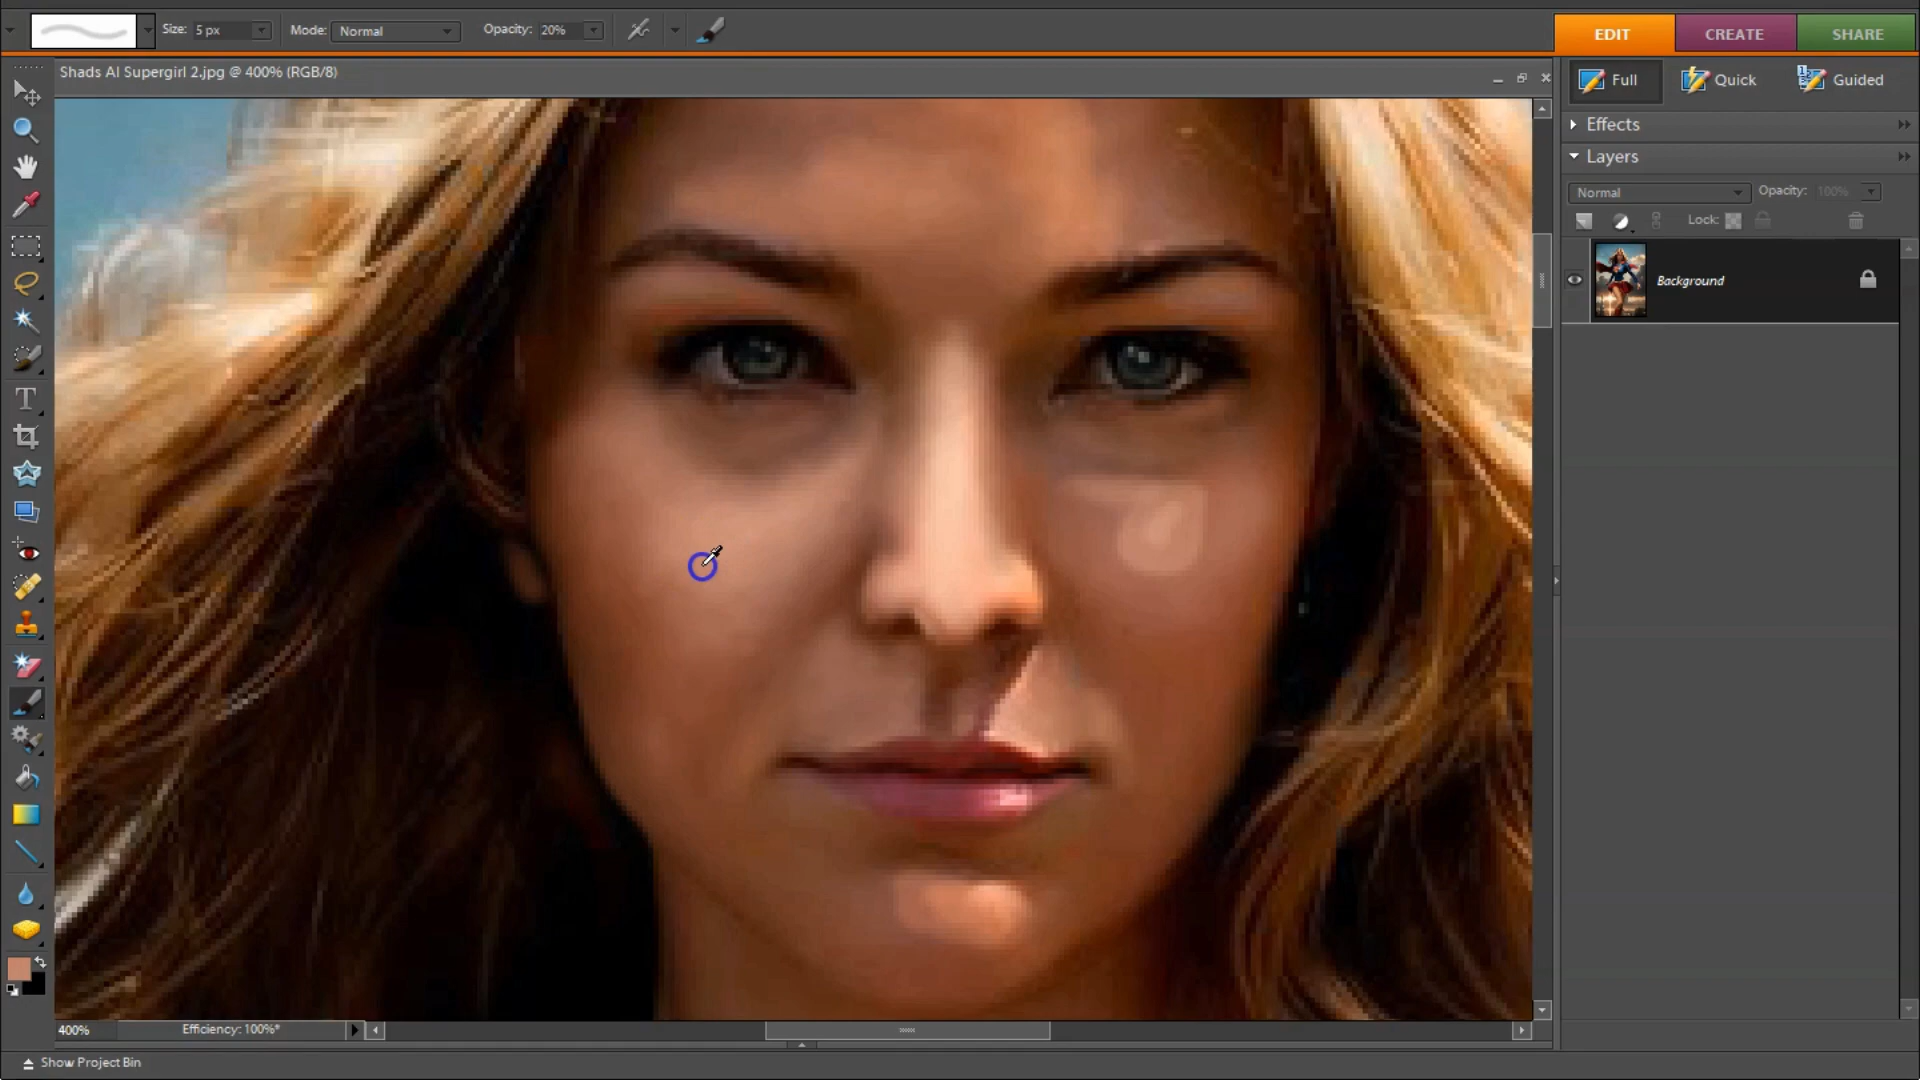 Size: 5 px Mode: Normal Opacity: 20%
EDIT CREATE SHARE
Shads AI Supergirl 2.jpg @ 400% (RGB/8)
Full Quick Guided
Effects
Layers
Normal Opacity: 100%
Lock:
Background
T
400% Efficiency: 100%*
Show Project Bin